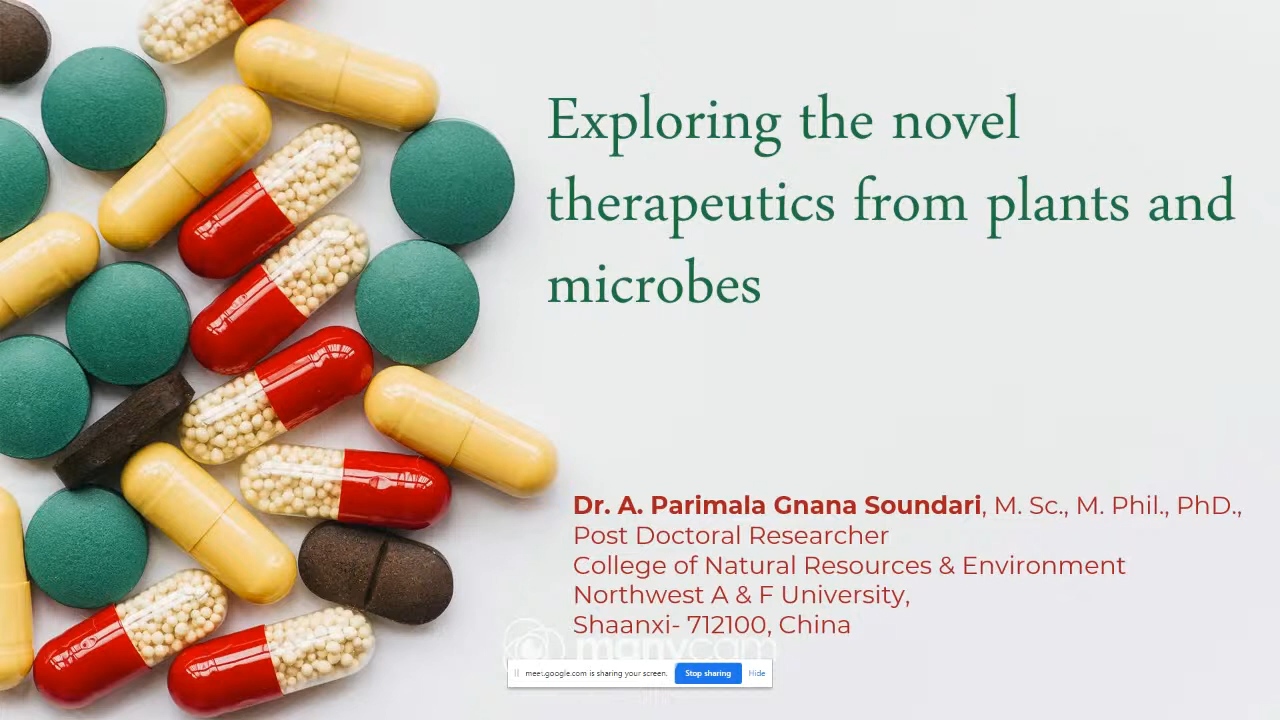 Exploring the novel
therapeutics from plants and
microbes
Dr. A. Parimala Gnana Soundari, M. Sc., M. Phil., PhD.,
Post Doctoral Researcher
College of Natural Resources & Environment
Northwest A & F University,
Shaanxi- 712100, China
manycam
meet.google.com is sharing your screen. Stop sharing Hide